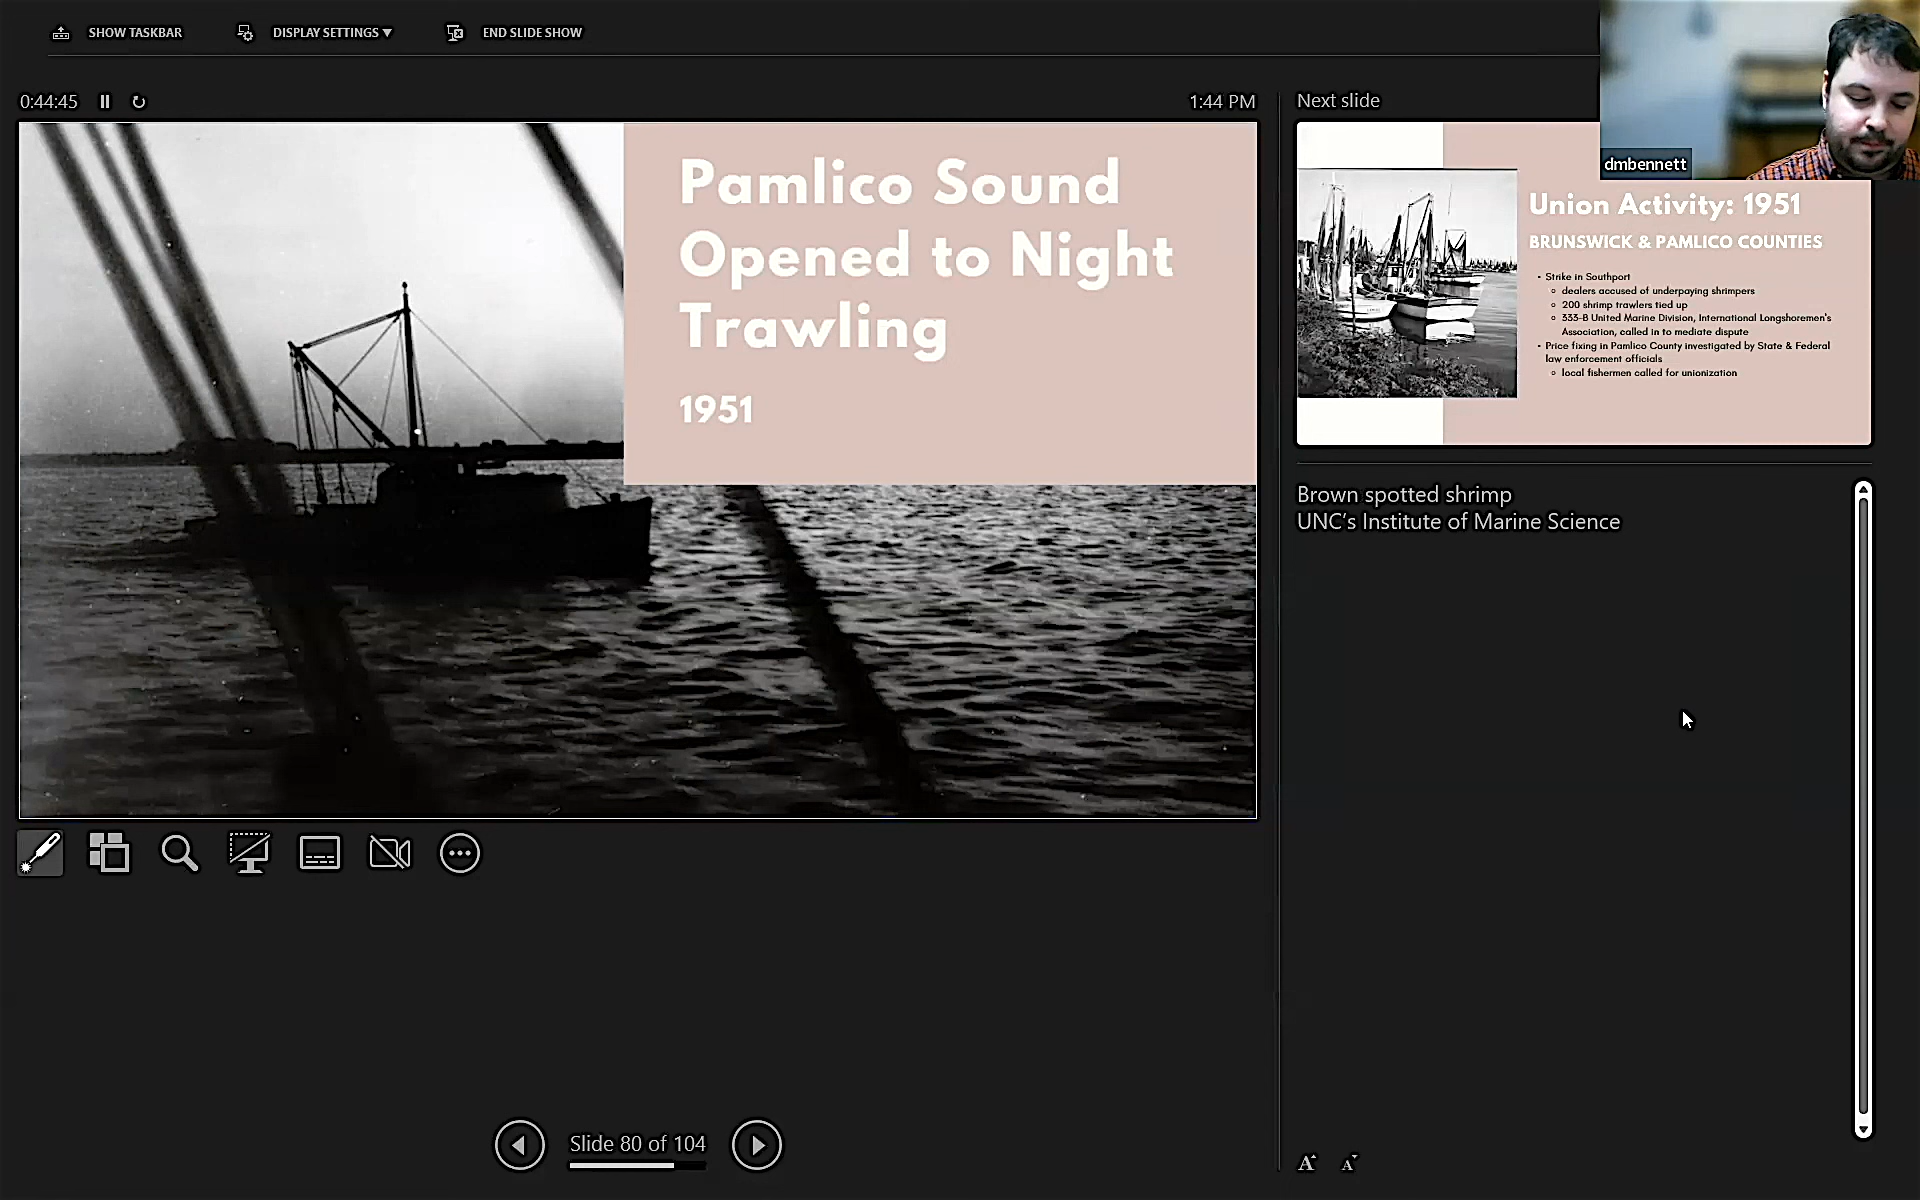 SHOW TASKBAR
DISPLAY SETTINGS ▼
END SLIDE SHOW
0:44:45
1:44 PM
Pamlico Sound
Opened to Night
Trawling
1951
Next slide
dmbennett
Union Activity: 1951
BRUNSWICK & PAMLICO COUNTIES
• Strike in Southport
dealers accused of underpaying shrimpers
200 shrimp trawlers tied up
333-B United Marine Division, International Longshoremen's
Association, called in to mediate dispute
• Price fixing in Pamlico County investigated by State & Federal
law enforcement officials
local fishermen called for unionization
Brown spotted shrimp
UNC's Institute of Marine Science
Slide 80 of 104
A A